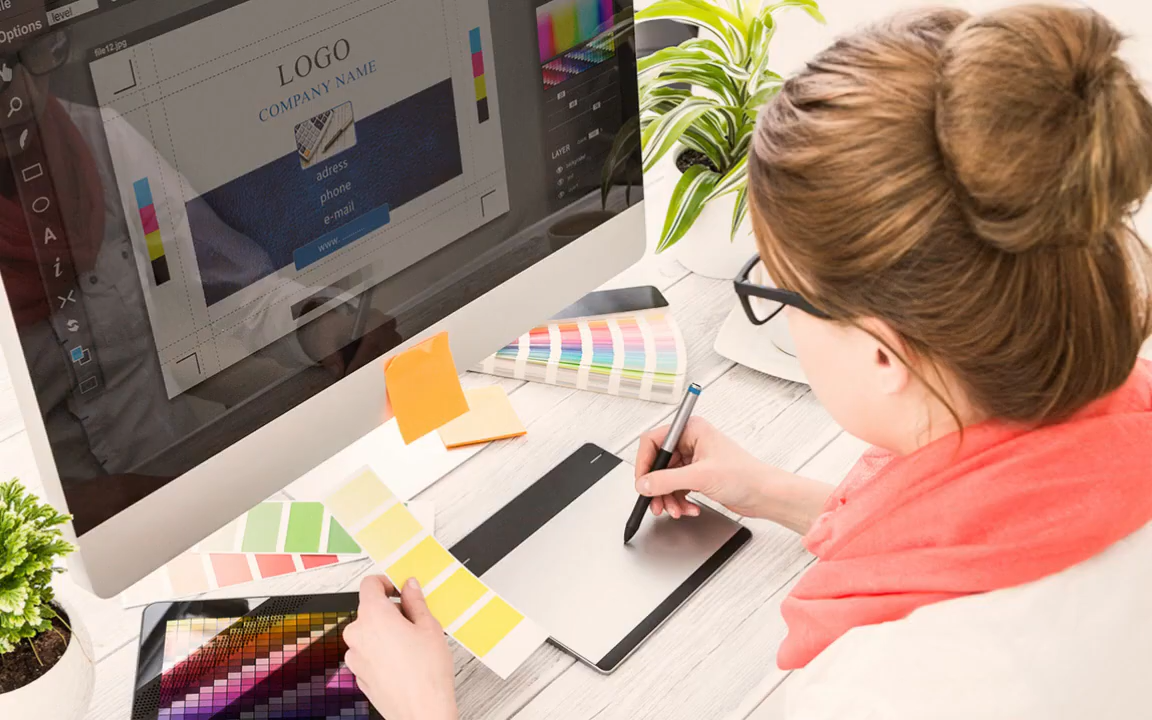 Options
level
file12.jpg
LOGO
COMPANY NAME
adress
phone
e-mail
www
A
i
LAYER